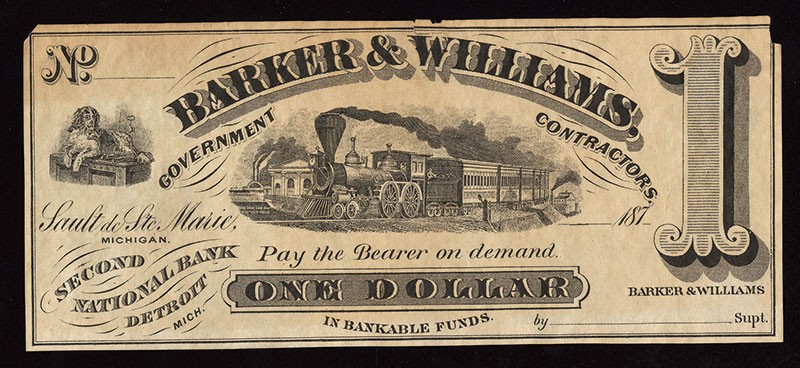 No
BARKER & WILLIAMS,
GOVERNMENT CONTRACTORS,
Sault de Ste Marie,
MICHIGAN.
187
SECOND
NATIONAL BANK
DETROIT
MICH.
Pay the Bearer on demand.
ONE DOLLAR
IN BANKABLE FUNDS.
1
BARKER & WILLIAMS
by Supt.